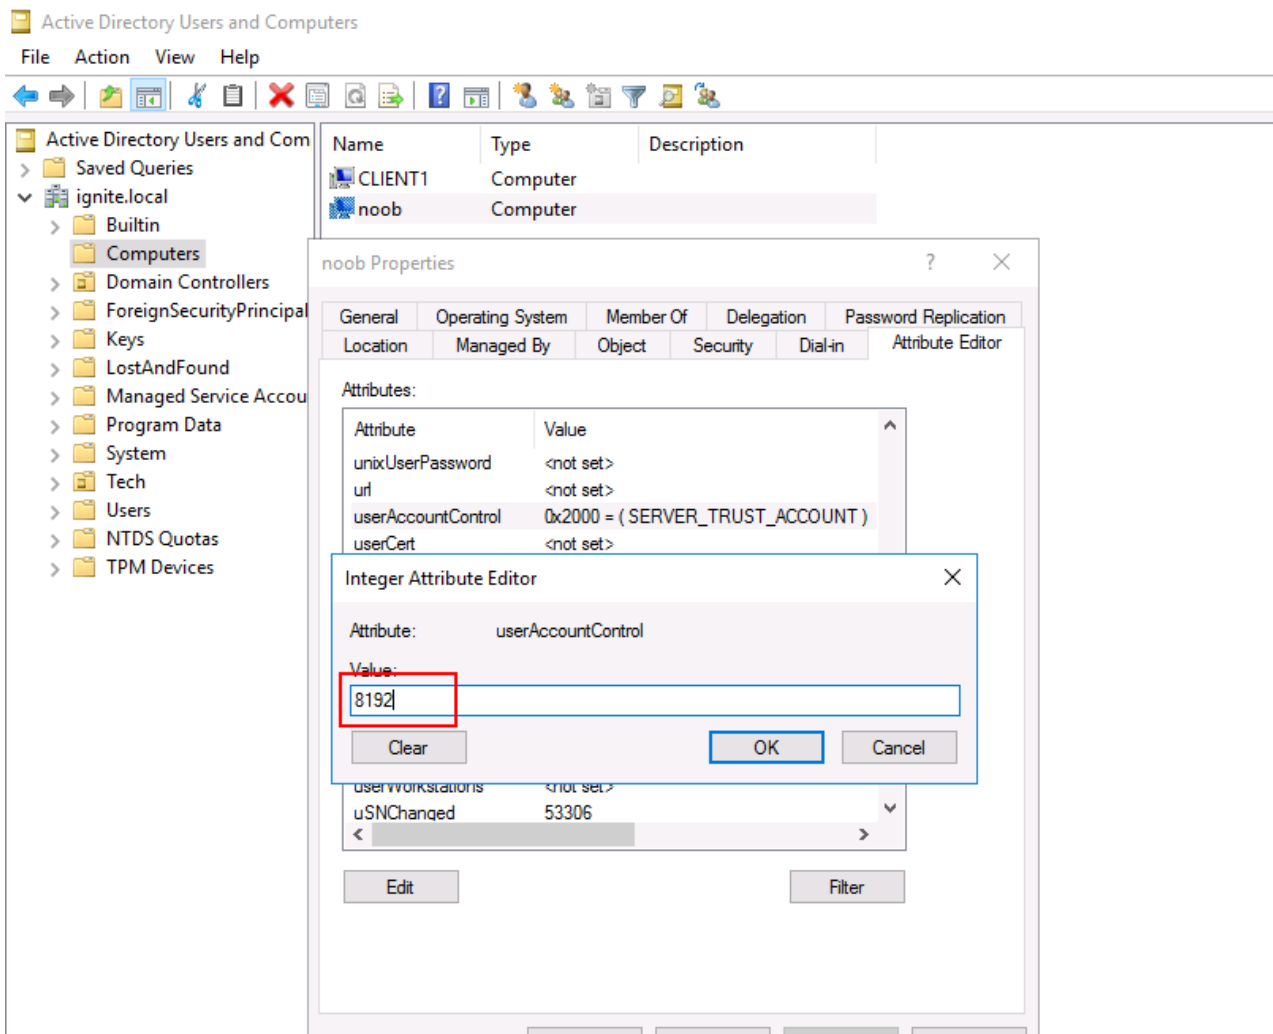 Active Directory Users and Computers
File Action View Help
Active Directory Users and Com
Saved Queries
ignite.local
Builtin
Computers
Domain Controllers
ForeignSecurityPrincipal
Keys
LostAndFound
Managed Service Accou
Program Data
System
Tech
Users
NTDS Quotas
TPM Devices
Name Type Description
CLIENT1 Computer
noob Computer
noob Properties ?
General Operating System Member Of Delegation Password Replication
Location Managed By Object Security Dial-in Attribute Editor
Attributes:
Attribute Value
unixUserPassword <not set>
url <not set>
userAccountControl 0x2000 = ( SERVER_TRUST_ACCOUNT )
userCert <not set>
Integer Attribute Editor
Attribute: userAccountControl
Value:
8192
Clear OK Cancel
userWorkstations <not set>
uSNChanged 53306
Edit Filter